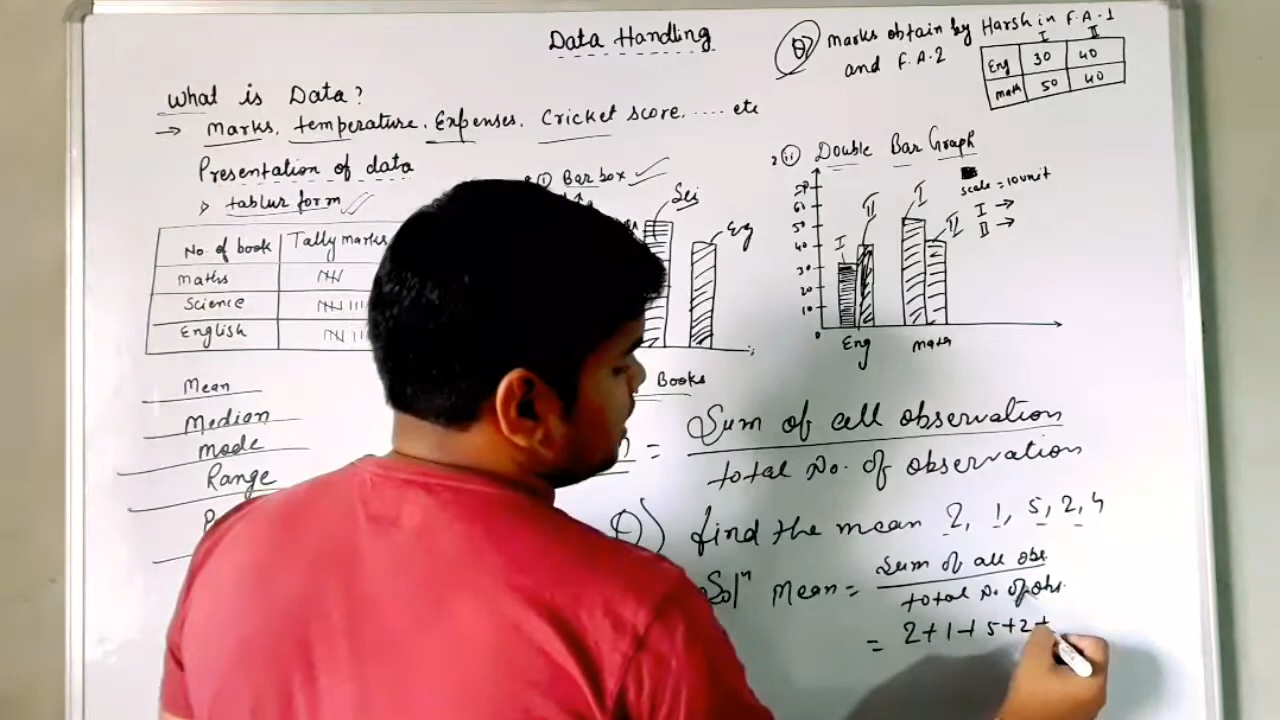 Data Handling
What is Data?
→ Marks, temperature, Expenses, Cricket score, .... etc
Presentation of data
tablur form
No. of book Tally marks
maths
Science
English
Mean
Median
mode
Range
(i) Bar box
Sci
Eng
Books
Q marks obtain by Harsh in F.A.1
and F.A.2
I II
Eng 30 40
math 50 40
(ii) Double Bar Graph
scale = 10 unit
I →
II →
60
50
40
30
20
10
0
I II I II
Eng math
= Sum of all observation
total No. of observation
Q) find the mean 2, 1, 5, 2, 4
Solⁿ Mean = Sum of all obs.
total No. of obs.
= 2+1+5+2+